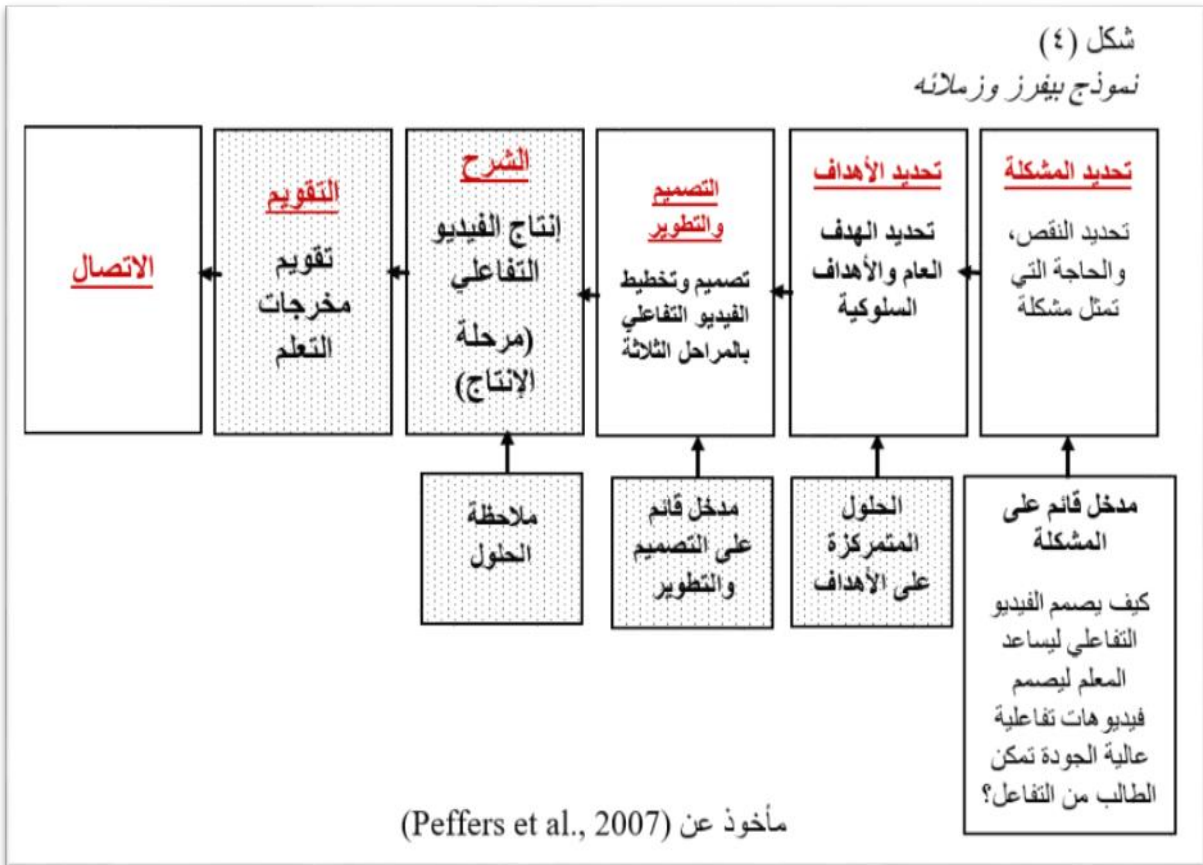 شكل (٤)
نموذج بيفرز وزملائه
تحديد المشكلة
تحديد النقص،
والحاجة التي
تمثل مشكلة
تحديد الأهداف
تحديد الهدف
العام والأهداف
السلوكية
التصميم
والتطوير
تصميم وتخطيط
الفيديو التفاعلي
بالمراحل الثلاثة
الشرح
إنتاج الفيديو
التفاعلي
(مرحلة
الإنتاج)
التقويم
تقويم
مخرجات
التعلم
الاتصال
مدخل قائم على
المشكلة
كيف يصمم الفيديو
التفاعلي ليساعد
المعلم ليصمم
فيديوهات تفاعلية
عالية الجودة تمكن
الطالب من التفاعل؟
الحلول
المتمركزة
على الأهداف
مدخل قائم
على التصميم
والتطوير
ملاحظة
الحلول
مأخوذ عن (Peffers et al., 2007)